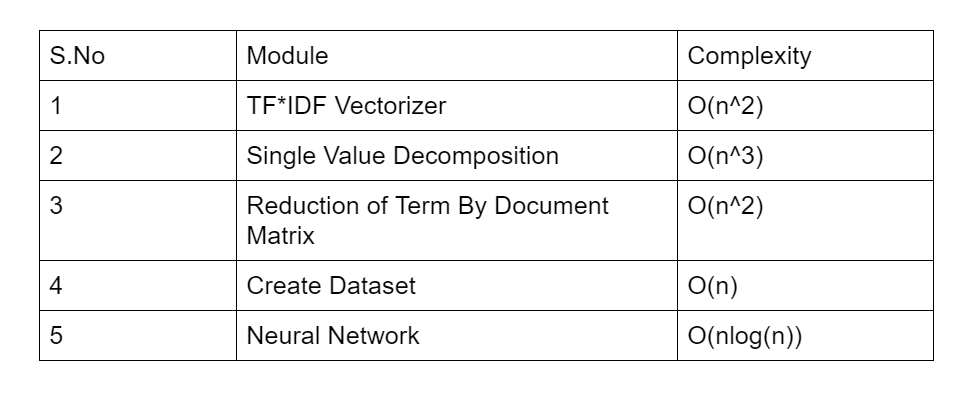 S.No Module Complexity
1 TF*IDF Vectorizer O(n^2)
2 Single Value Decomposition O(n^3)
3 Reduction of Term By Document O(n^2)
Matrix
4 Create Dataset O(n)
5 Neural Network O(nlog(n))